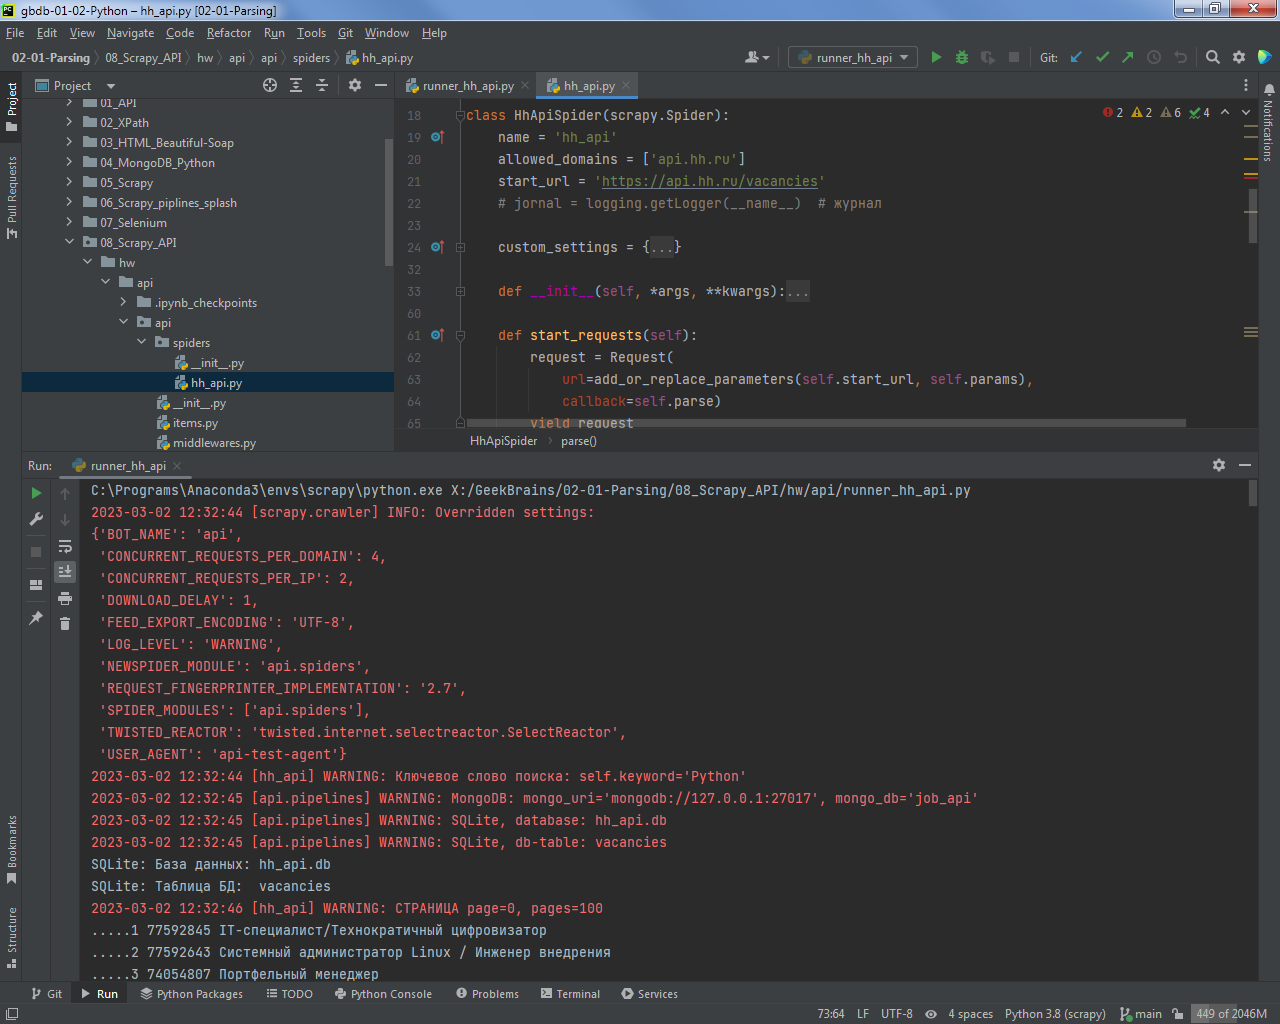 gbdb-01-02-Python – hh_api.py [02-01-Parsing]
File Edit View Navigate Code Refactor Run Tools Git Window Help
02-01-Parsing 08_Scrapy_API hw api api spiders hh_api.py runner_hh_api Git:
Project runner_hh_api.py hh_api.py
Project
Pull Requests
Bookmarks
Structure
Notifications
01_API
02_XPath
03_HTML_Beautiful-Soap
04_MongoDB_Python
05_Scrapy
06_Scrapy_piplines_splash
07_Selenium
08_Scrapy_API
hw
api
.ipynb_checkpoints
api
spiders
__init__.py
hh_api.py
__init__.py
items.py
middlewares.py
2 2 6 4
18 class HhApiSpider(scrapy.Spider):
19 name = 'hh_api'
20 allowed_domains = ['api.hh.ru']
21 start_url = 'https://api.hh.ru/vacancies'
22 # jornal = logging.getLogger(__name__)  # журнал
23
24 custom_settings = {...}
32
33 def __init__(self, *args, **kwargs):...
60
61 def start_requests(self):
62 request = Request(
63 url=add_or_replace_parameters(self.start_url, self.params),
64 callback=self.parse)
65 yield request
HhApiSpider parse()
Run: runner_hh_api
C:\Programs\Anaconda3\envs\scrapy\python.exe X:/GeekBrains/02-01-Parsing/08_Scrapy_API/hw/api/runner_hh_api.py
2023-03-02 12:32:44 [scrapy.crawler] INFO: Overridden settings:
{'BOT_NAME': 'api',
'CONCURRENT_REQUESTS_PER_DOMAIN': 4,
'CONCURRENT_REQUESTS_PER_IP': 2,
'DOWNLOAD_DELAY': 1,
'FEED_EXPORT_ENCODING': 'UTF-8',
'LOG_LEVEL': 'WARNING',
'NEWSPIDER_MODULE': 'api.spiders',
'REQUEST_FINGERPRINTER_IMPLEMENTATION': '2.7',
'SPIDER_MODULES': ['api.spiders'],
'TWISTED_REACTOR': 'twisted.internet.selectreactor.SelectReactor',
'USER_AGENT': 'api-test-agent'}
2023-03-02 12:32:44 [hh_api] WARNING: Ключевое слово поиска: self.keyword='Python'
2023-03-02 12:32:45 [api.pipelines] WARNING: MongoDB: mongo_uri='mongodb://127.0.0.1:27017', mongo_db='job_api'
2023-03-02 12:32:45 [api.pipelines] WARNING: SQLite, database: hh_api.db
2023-03-02 12:32:45 [api.pipelines] WARNING: SQLite, db-table: vacancies
SQLite: База данных: hh_api.db
SQLite: Таблица БД:  vacancies
2023-03-02 12:32:46 [hh_api] WARNING: СТРАНИЦА page=0, pages=100
.....1 77592845 IT-специалист/Технократичный цифровизатор
.....2 77592643 Системный администратор Linux / Инженер внедрения
.....3 74054807 Портфельный менеджер
Git Run Python Packages TODO Python Console Problems Terminal Services
73:64 LF UTF-8 4 spaces Python 3.8 (scrapy) main 449 of 2046M